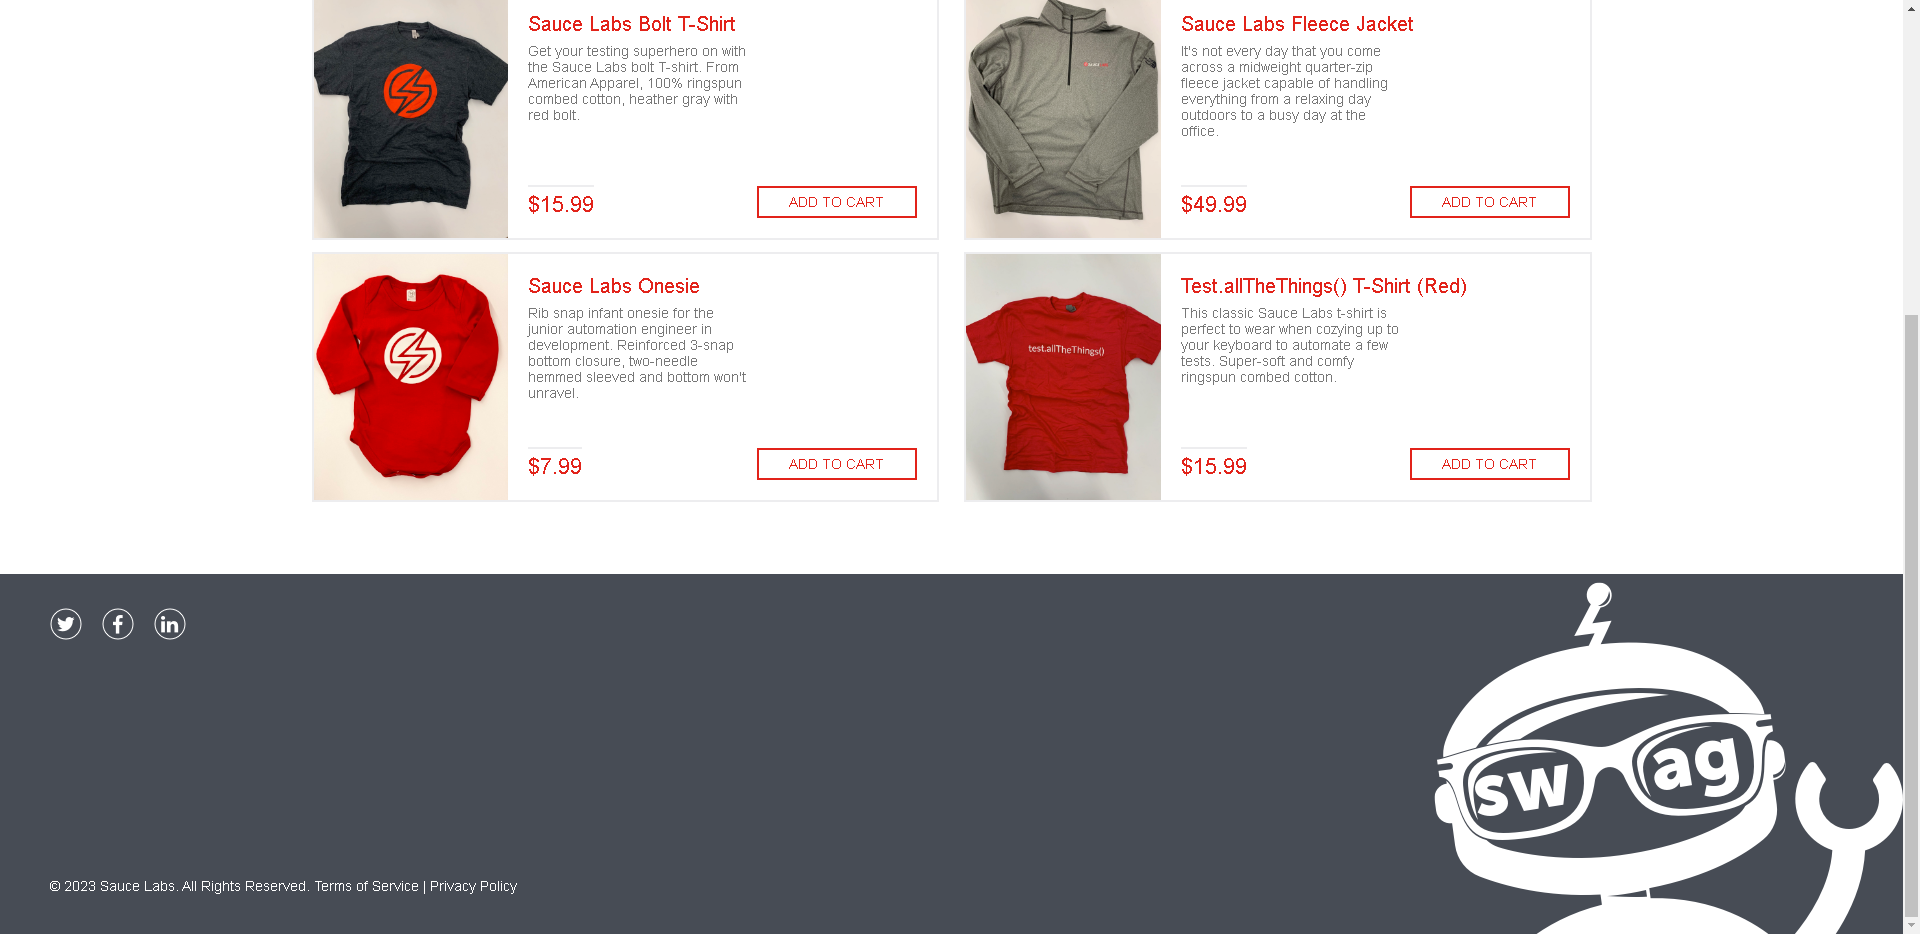 Sauce Labs Bolt T-Shirt
Get your testing superhero on with
the Sauce Labs bolt T-shirt. From
American Apparel, 100% ringspun
combed cotton, heather gray with
red bolt.
$15.99
ADD TO CART
Sauce Labs Fleece Jacket
It's not every day that you come
across a midweight quarter-zip
fleece jacket capable of handling
everything from a relaxing day
outdoors to a busy day at the
office.
$49.99
ADD TO CART
Sauce Labs Onesie
Rib snap infant onesie for the
junior automation engineer in
development. Reinforced 3-snap
bottom closure, two-needle
hemmed sleeved and bottom won't
unravel.
$7.99
ADD TO CART
test.allTheThings()
Test.allTheThings() T-Shirt (Red)
This classic Sauce Labs t-shirt is
perfect to wear when cozying up to
your keyboard to automate a few
tests. Super-soft and comfy
ringspun combed cotton.
$15.99
ADD TO CART
swag
© 2023 Sauce Labs. All Rights Reserved. Terms of Service | Privacy Policy